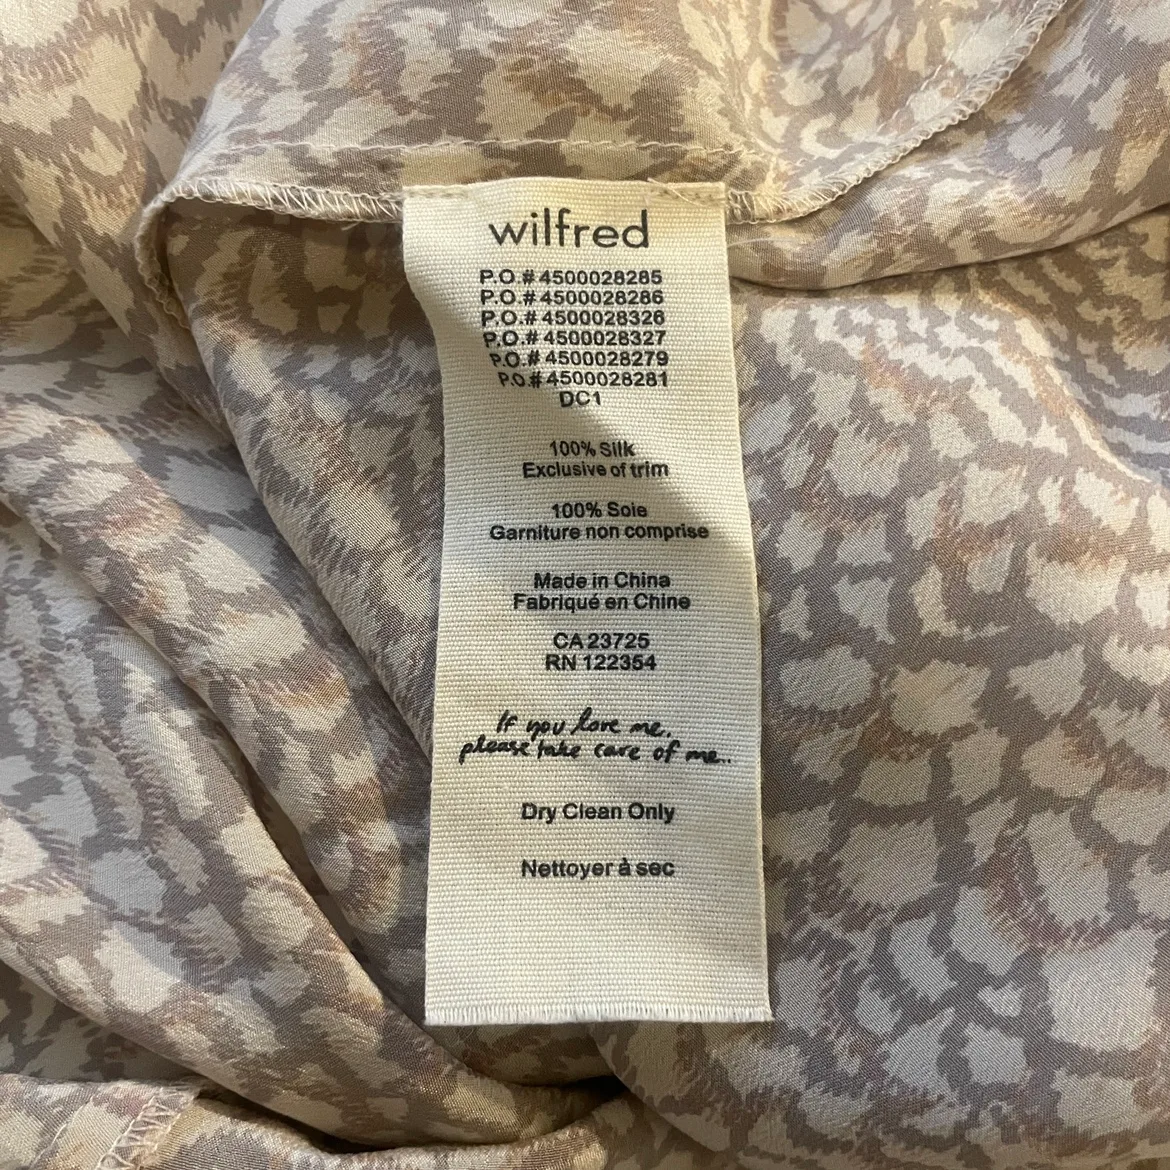 wilfred
P.O.#4500028285
P.O.#4500028286
P.O.#4500028326
P.O.#4500028327
P.O.#4500028279
P.O.#4500028281
DC1
100% Silk
Exclusive of trim
100% Soie
Garniture non comprise
Made in China
Fabriqué en Chine
CA 23725
RN 122354
If you love me,
please take care of me..
Dry Clean Only
Nettoyer à sec